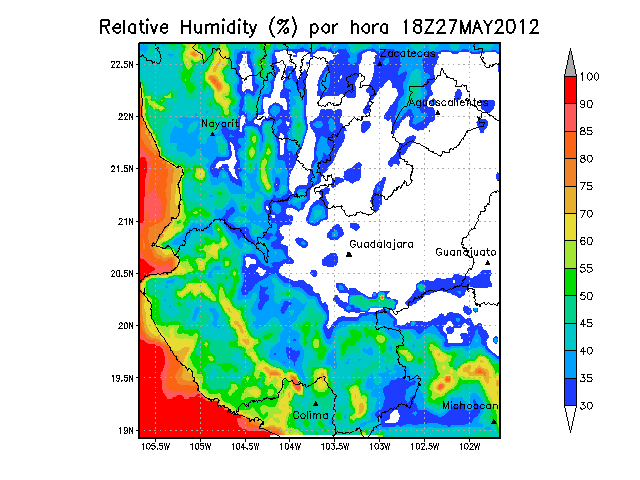 Relative Humidity (%) por hora 18Z27MAY2012
22.5N
22N
21.5N
21N
20.5N
20N
19.5N
19N
105.5W
105W
104.5W
104W
103.5W
103W
102.5W
102W
Zacatecas
Aguascalientes
Nayarit
Guadalajara
Guanajuato
Colima
Michoacan
100
90
85
80
75
70
65
60
55
50
45
40
35
30